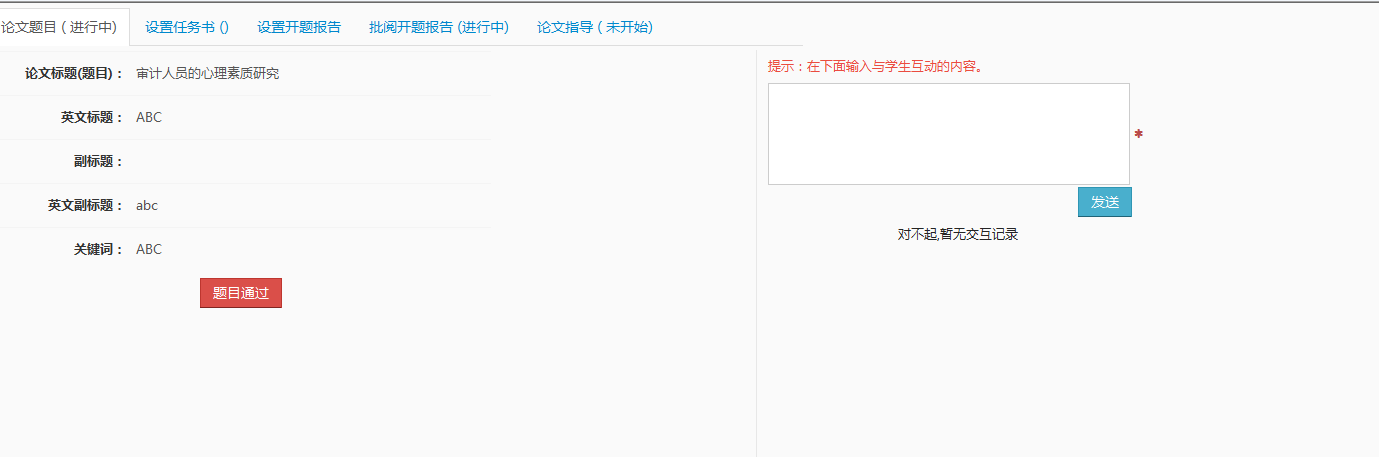 论文题目 ( 进行中) 设置任务书 () 设置开题报告 批阅开题报告 (进行中) 论文指导 ( 未开始)
论文标题(题目)： 审计人员的心理素质研究
英文标题： ABC
副标题：
英文副标题： abc
关键词： ABC
题目通过
提示：在下面输入与学生互动的内容。
*
发送
对不起,暂无交互记录